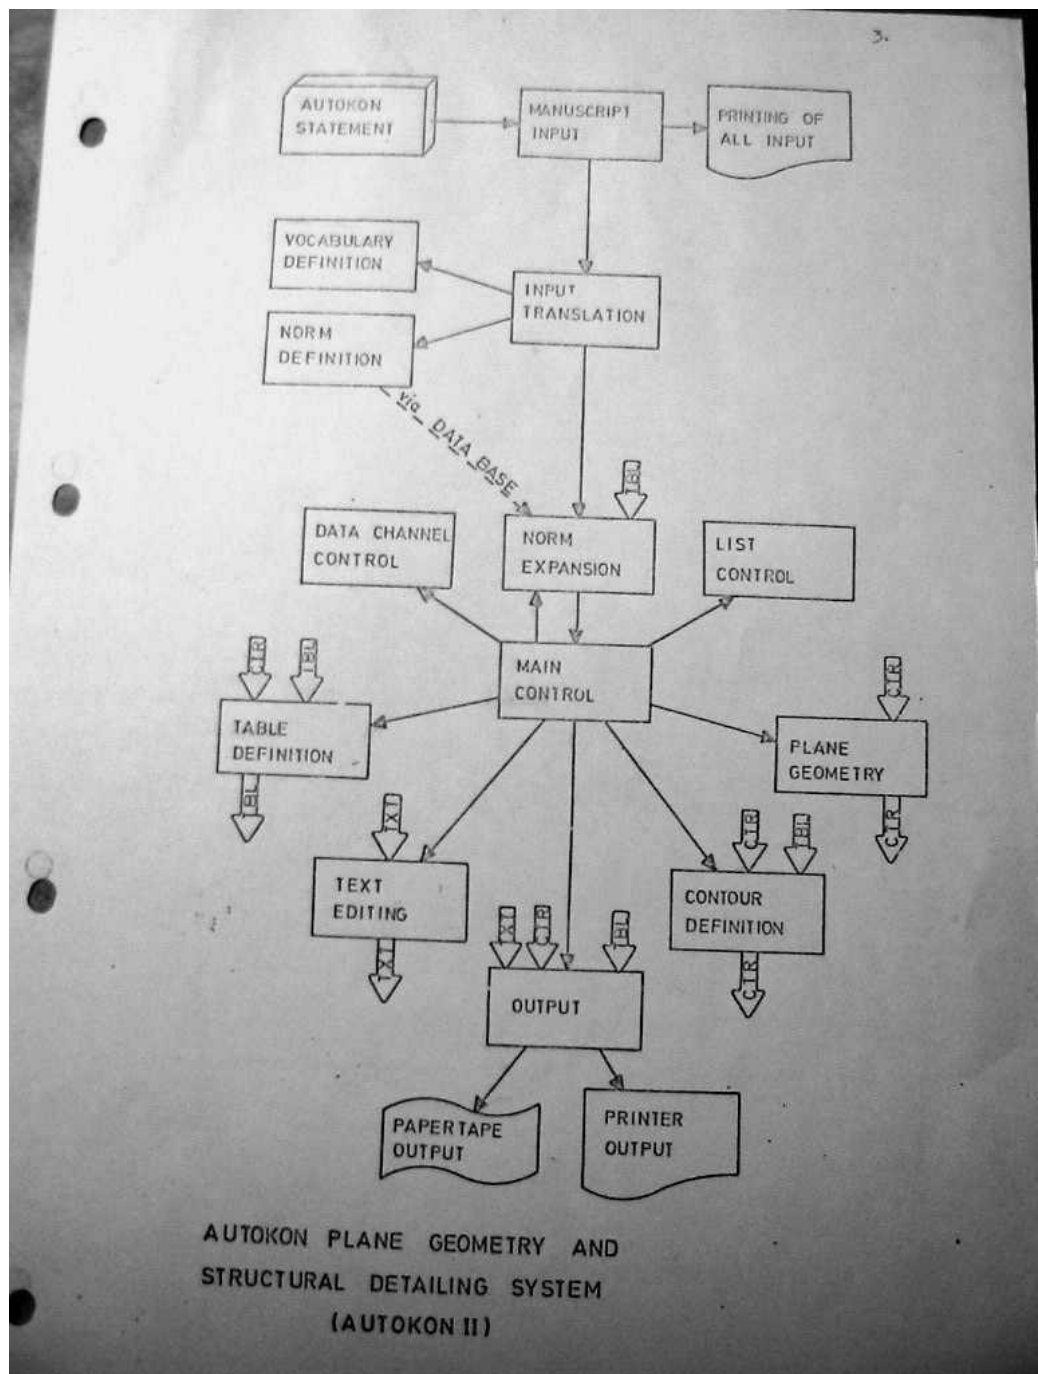 3.
AUTOKON
STATEMENT
MANUSCRIPT
INPUT
PRINTING OF
ALL INPUT
VOCABULARY
DEFINITION
INPUT
TRANSLATION
NORM
DEFINITION
via DATA BASE
TBL
DATA CHANNEL
CONTROL
NORM
EXPANSION
LIST
CONTROL
CTR
TBL
MAIN
CONTROL
CTR
TABLE
DEFINITION
PLANE
GEOMETRY
TBL
TXT
CTR
TBL
CTR
TEXT
EDITING
CONTOUR
DEFINITION
TXT
TXT
CTR
TBL
CTR
OUTPUT
PAPERTAPE
OUTPUT
PRINTER
OUTPUT
AUTOKON PLANE GEOMETRY AND
STRUCTURAL DETAILING SYSTEM
(AUTOKON II)